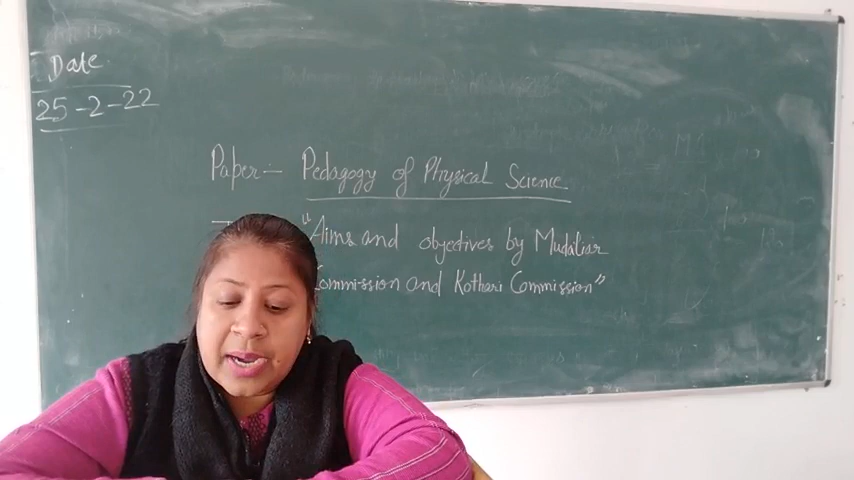 Date
25-2-22
Paper:- Pedagogy of Physical Science
"Aims and objectives by Mudaliar
Commission and Kothari Commission"